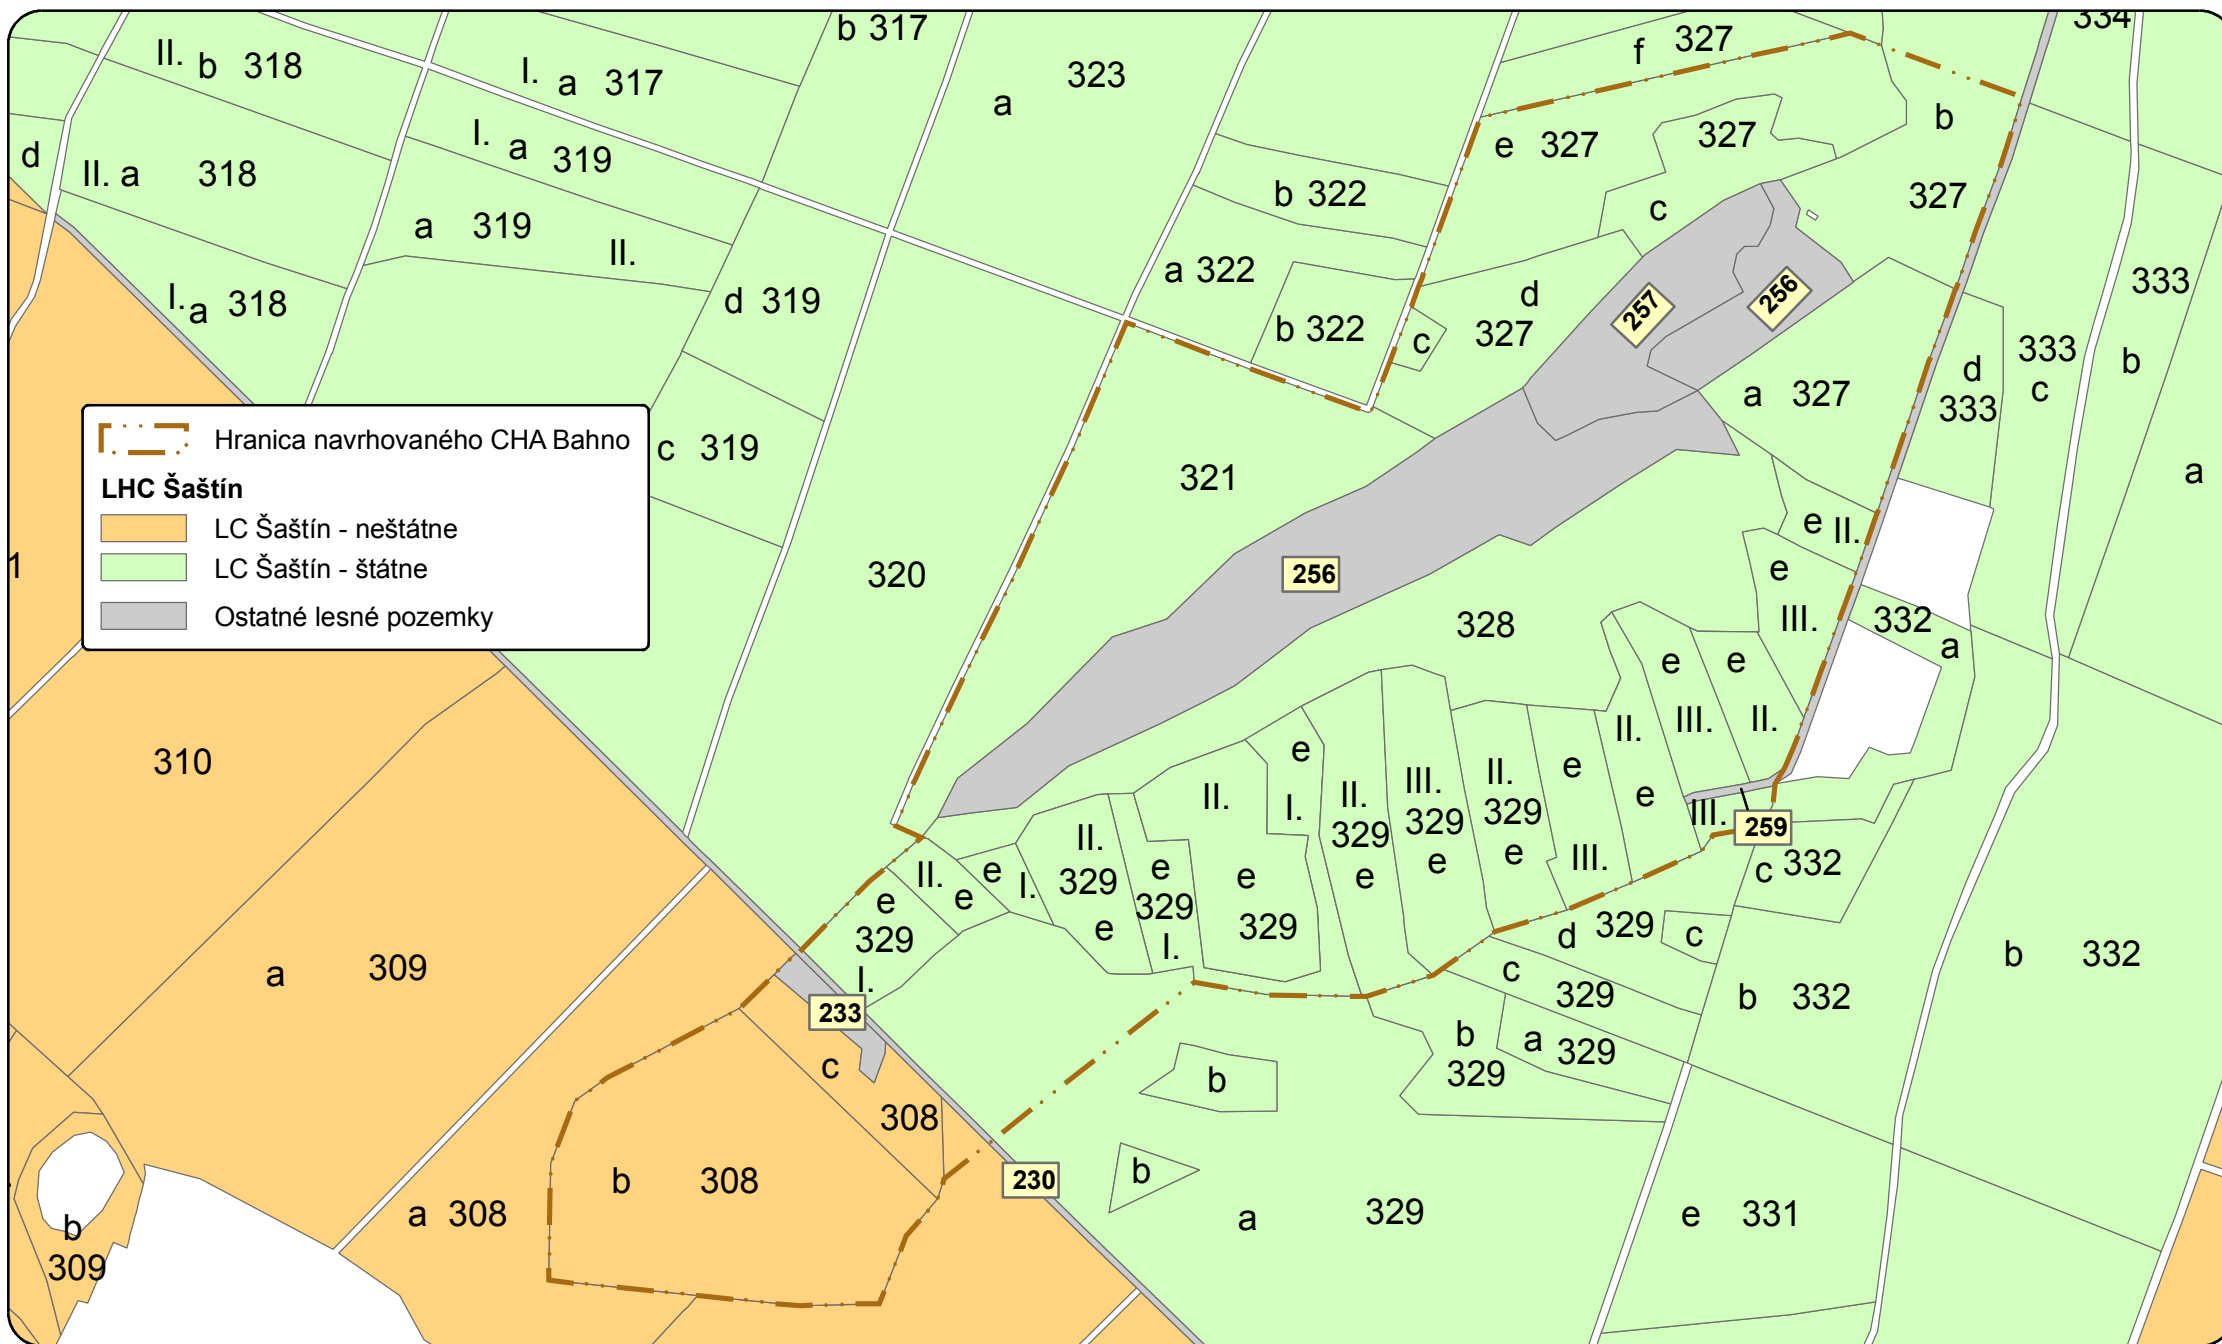 b 317
334
II. b 318
I. a 317
323
a
f 327
b
d
I. a 319
e 327
327
II. a 318
b 322
327
c
a 319
II.
a 322
d
333
I. a 318
d 319
b 322
c
327
257
256
333
c
b
d
333
a 327
Hranica navrhovaného CHA Bahno
LHC Šaštín
LC Šaštín - neštátne
LC Šaštín - štátne
Ostatné lesné pozemky
c 319
321
a
e II.
1
320
256
e
III.
328
332
a
e
e
III.
II.
II.
310
e
I.
II.
III.
II.
e
II.
329
329
329
e
III.
259
II.
329
e
e
e
e
III.
c 332
II.
e
e
I.
e
329
I.
e
329
e
329
I.
e
329
d 329
c
b 332
a 309
c
329
b 332
233
b
329
a 329
c
308
b
b 308
230
b
a 308
a 329
e 331
b
309